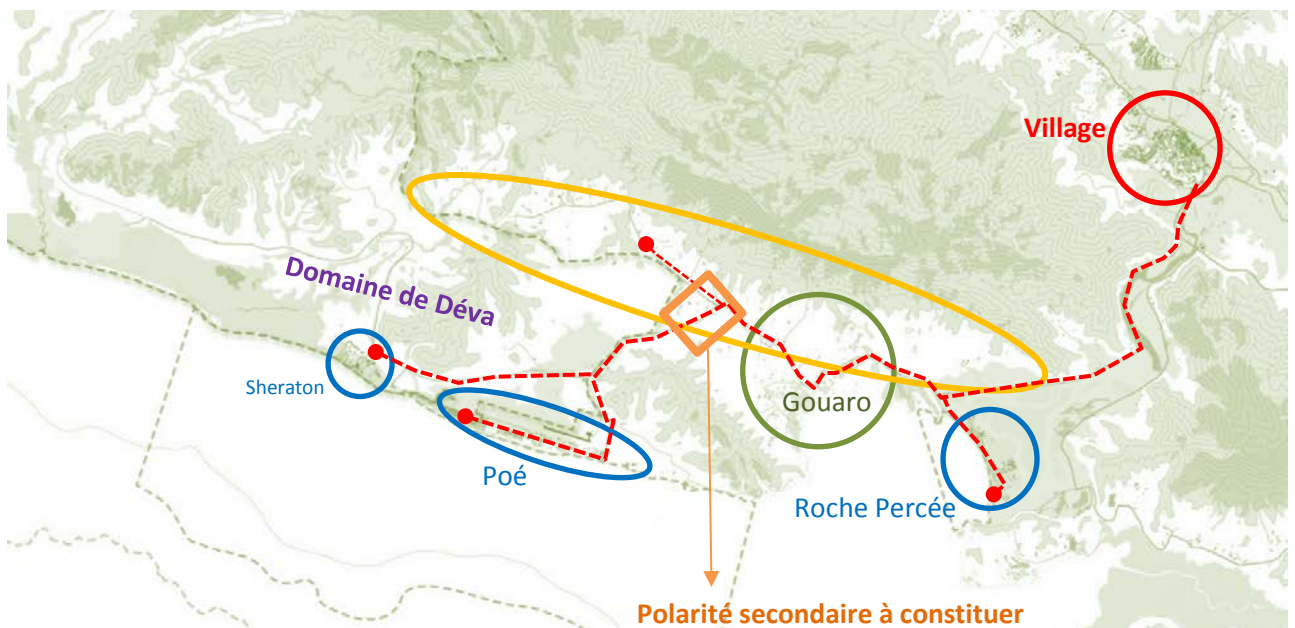 Village
Domaine de Déva
Sheraton
Gouaro
Poé
Roche Percée
Polarité secondaire à constituer